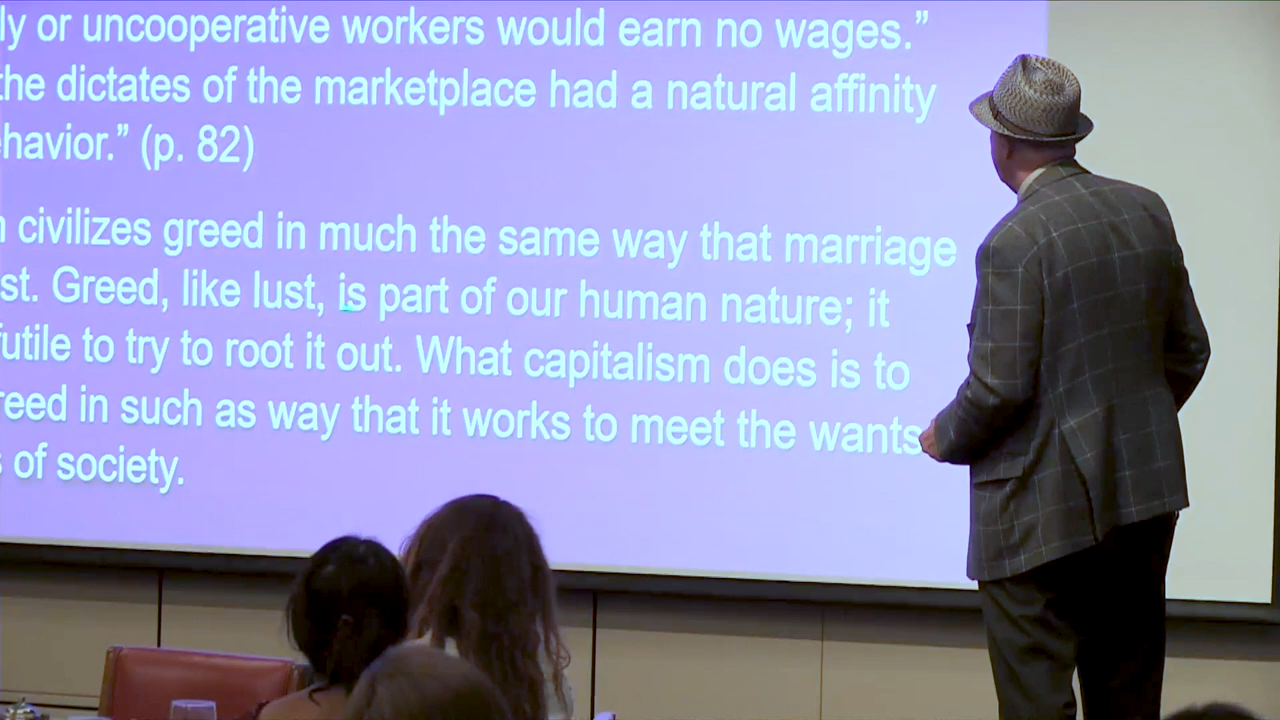 ly or uncooperative workers would earn no wages.”
the dictates of the marketplace had a natural affinity
havior.” (p. 82)
civilizes greed in much the same way that marriage
st. Greed, like lust, is part of our human nature; it
futile to try to root it out. What capitalism does is to
reed in such as way that it works to meet the wants
of society.